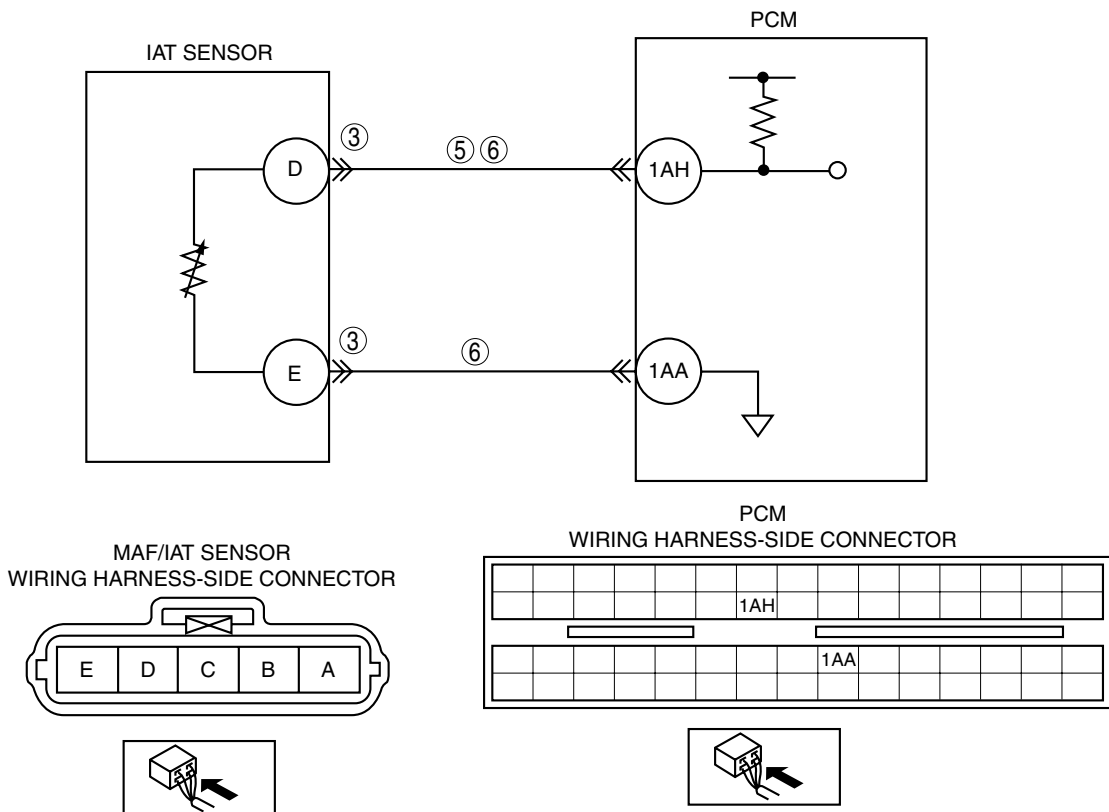 PCM
IAT SENSOR
③
⑤⑥
D
1AH
③
⑥
E
1AA
MAF/IAT SENSOR
WIRING HARNESS-SIDE CONNECTOR
E D C B A
PCM
WIRING HARNESS-SIDE CONNECTOR
1AH
1AA